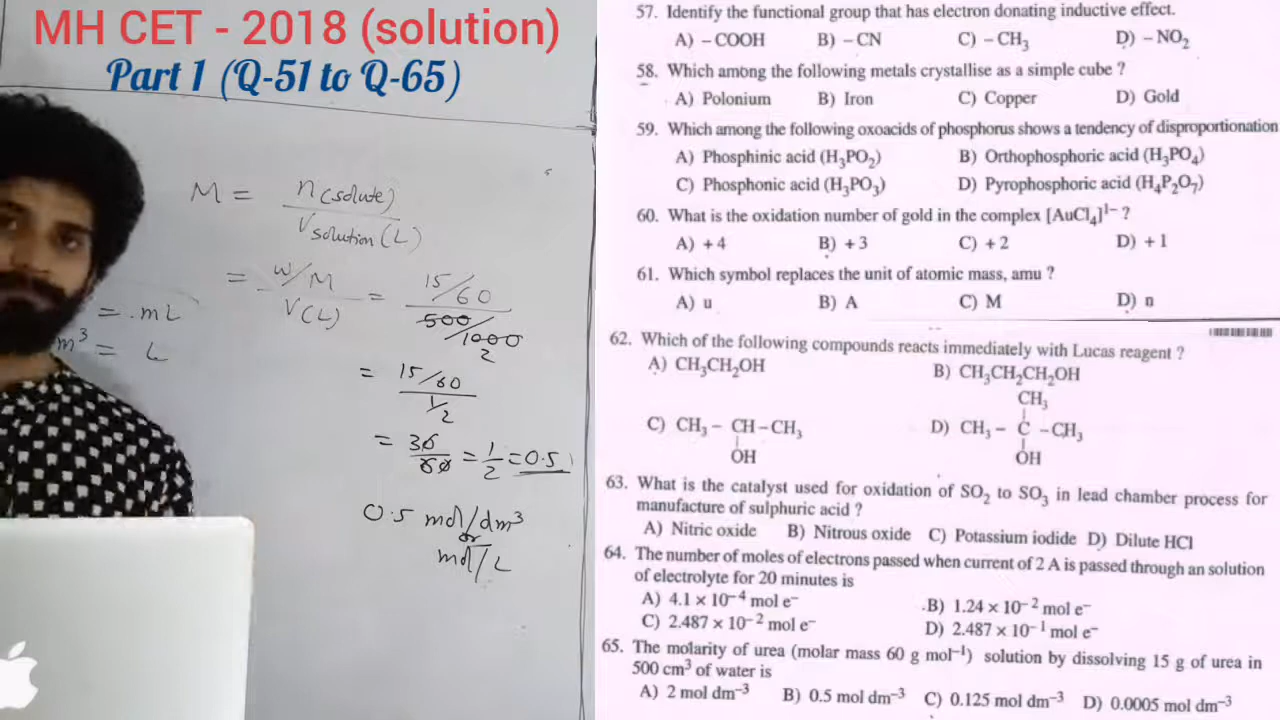 MH CET - 2018 (solution)
Part 1 (Q-51 to Q-65)
M = n(solute)
Vsolution(L)
= W/M = 15/60
V(L) 500/1000
2
= .mL
m³ = L
= 15/60
1/2
= 30 = 1 = 0.5
60 2
0.5 mol/dm³
or
mol/L
57. Identify the functional group that has electron donating inductive effect.
A) – COOH B) – CN C) – CH₃ D) – NO₂
58. Which among the following metals crystallise as a simple cube ?
A) Polonium B) Iron C) Copper D) Gold
59. Which among the following oxoacids of phosphorus shows a tendency of disproportionation
A) Phosphinic acid (H₃PO₂) B) Orthophosphoric acid (H₃PO₄)
C) Phosphonic acid (H₃PO₃) D) Pyrophosphoric acid (H₄P₂O₇)
60. What is the oxidation number of gold in the complex [AuCl₄]¹⁻ ?
A) + 4 B) + 3 C) + 2 D) + 1
61. Which symbol replaces the unit of atomic mass, amu ?
A) u B) A C) M D) n
62. Which of the following compounds reacts immediately with Lucas reagent ?
A) CH₃CH₂OH B) CH₃CH₂CH₂OH
CH₃
C) CH₃ – CH – CH₃ D) CH₃ – C – CH₃
OH OH
63. What is the catalyst used for oxidation of SO₂ to SO₃ in lead chamber process for
manufacture of sulphuric acid ?
A) Nitric oxide B) Nitrous oxide C) Potassium iodide D) Dilute HCl
64. The number of moles of electrons passed when current of 2 A is passed through an solution
of electrolyte for 20 minutes is
A) 4.1 × 10⁻⁴ mol e⁻ B) 1.24 × 10⁻² mol e⁻
C) 2.487 × 10⁻² mol e⁻ D) 2.487 × 10⁻¹ mol e⁻
65. The molarity of urea (molar mass 60 g mol⁻¹) solution by dissolving 15 g of urea in
500 cm³ of water is
A) 2 mol dm⁻³ B) 0.5 mol dm⁻³ C) 0.125 mol dm⁻³ D) 0.0005 mol dm⁻³